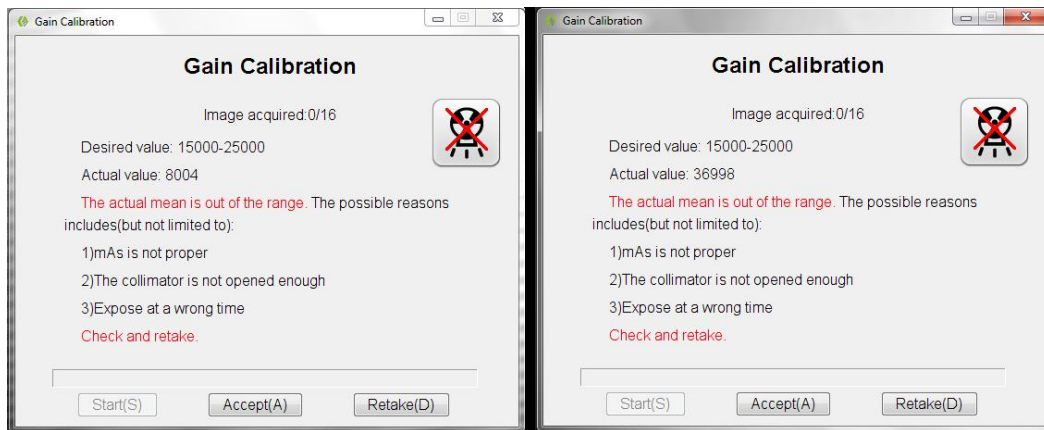 Gain Calibration
Gain Calibration
Image acquired:0/16
Desired value: 15000-25000
Actual value: 8004
The actual mean is out of the range. The possible reasons
includes(but not limited to):
1)mAs is not proper
2)The collimator is not opened enough
3)Expose at a wrong time
Check and retake.
Start(S) Accept(A) Retake(D)
Gain Calibration
Gain Calibration
Image acquired:0/16
Desired value: 15000-25000
Actual value: 36998
The actual mean is out of the range. The possible reasons
includes(but not limited to):
1)mAs is not proper
2)The collimator is not opened enough
3)Expose at a wrong time
Check and retake.
Start(S) Accept(A) Retake(D)